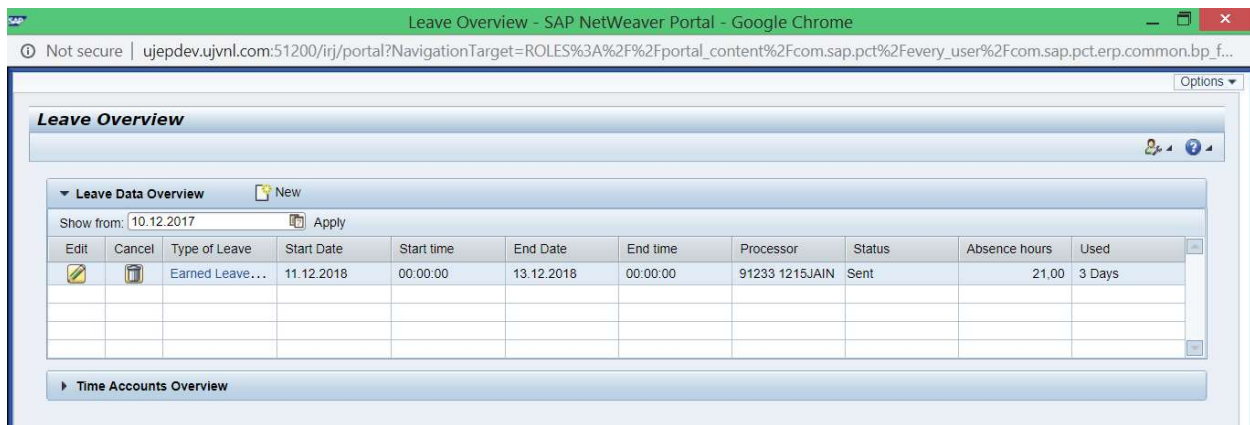 SAP
Leave Overview - SAP NetWeaver Portal - Google Chrome
Not secure | ujepdev.ujvnl.com:51200/irj/portal?NavigationTarget=ROLES%3A%2F%2Fportal_content%2Fcom.sap.pct%2Fevery_user%2Fcom.sap.pct.erp.common.bp_f...
Options
Leave Overview
Leave Data Overview New
Show from: 10.12.2017 Apply
Edit Cancel Type of Leave Start Date Start time End Date End time Processor Status Absence hours Used
Earned Leave... 11.12.2018 00:00:00 13.12.2018 00:00:00 91233 1215JAIN Sent 21,00 3 Days
Time Accounts Overview